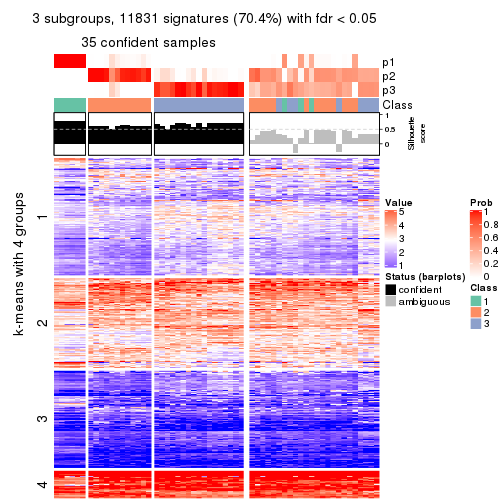 3 subgroups, 11831 signatures (70.4%) with fdr < 0.05
35 confident samples
p1
p2
p3
Class
1
0.5
0
Silhouette
score
k-means with 4 groups
1
2
3
4
Value
5
4
3
2
1
Status (barplots)
confident
ambiguous
Prob
1
0.8
0.6
0.4
0.2
0
Class
1
2
3